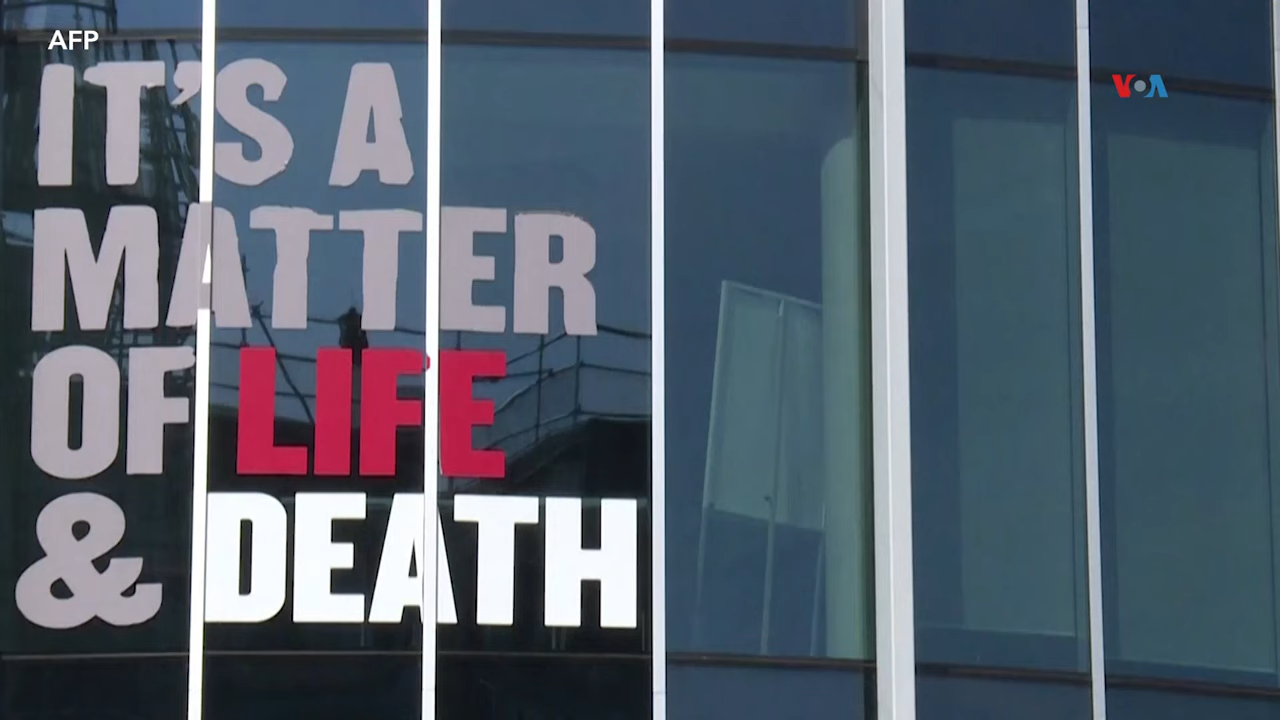 AFP
VOA
IT'S A
MATTER
OF LIFE
& DEATH